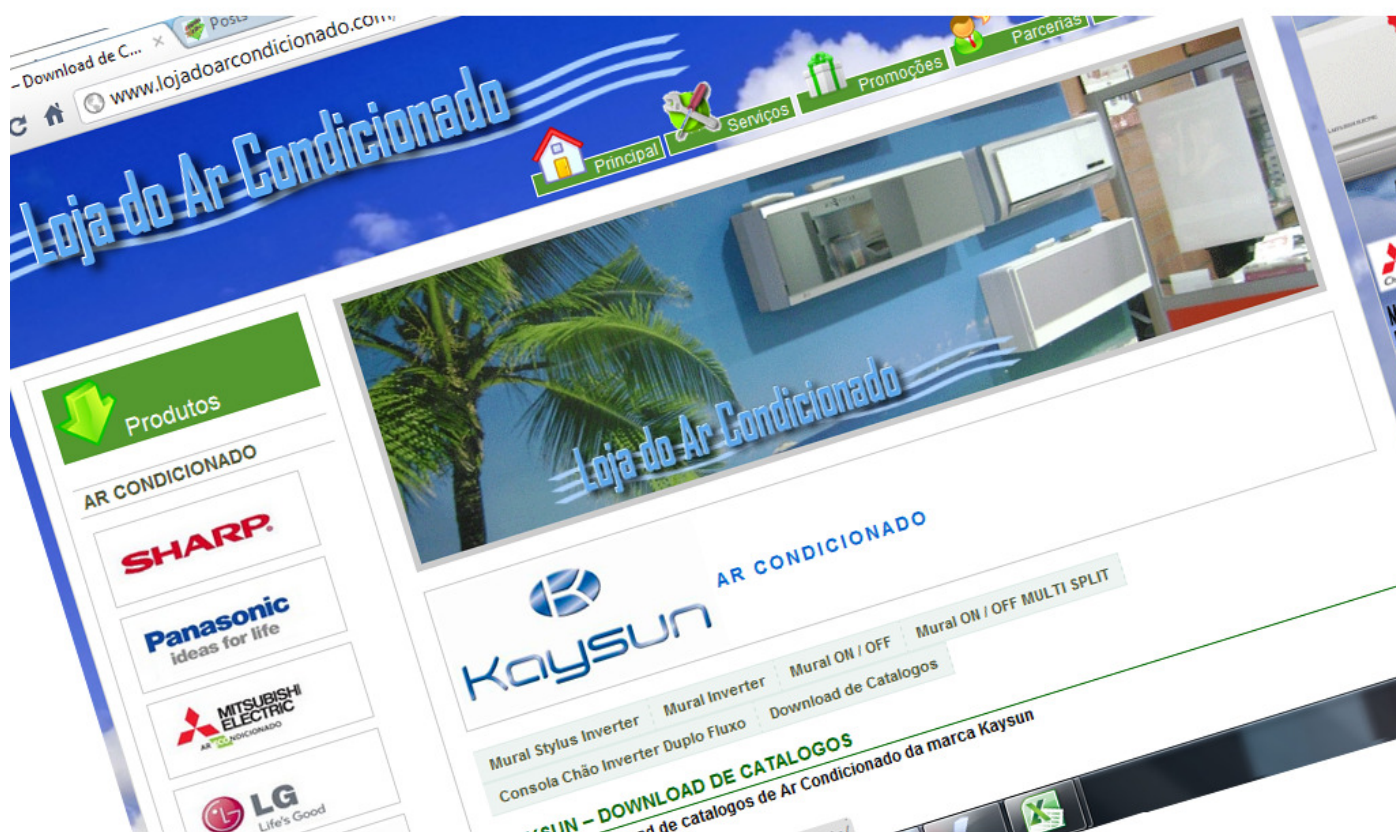 – Download de C...
Posts
www.lojadoarcondicionado.com/
Loja do Ar Condicionado
Principal
Serviços
Promoções
Parcerias
Loja do Ar Condicionado
Produtos
AR CONDICIONADO
SHARP
Panasonic
ideas for life
MITSUBISHI
ELECTRIC
LG
Life's Good
Kaysun
AR CONDICIONADO
Mural Stylus Inverter
Mural Inverter
Mural ON / OFF
Mural ON / OFF MULTI SPLIT
Consola Chão Inverter Duplo Fluxo
Download de Catalogos
– DOWNLOAD DE CATALOGOS
de catalogos de Ar Condicionado da marca Kaysun